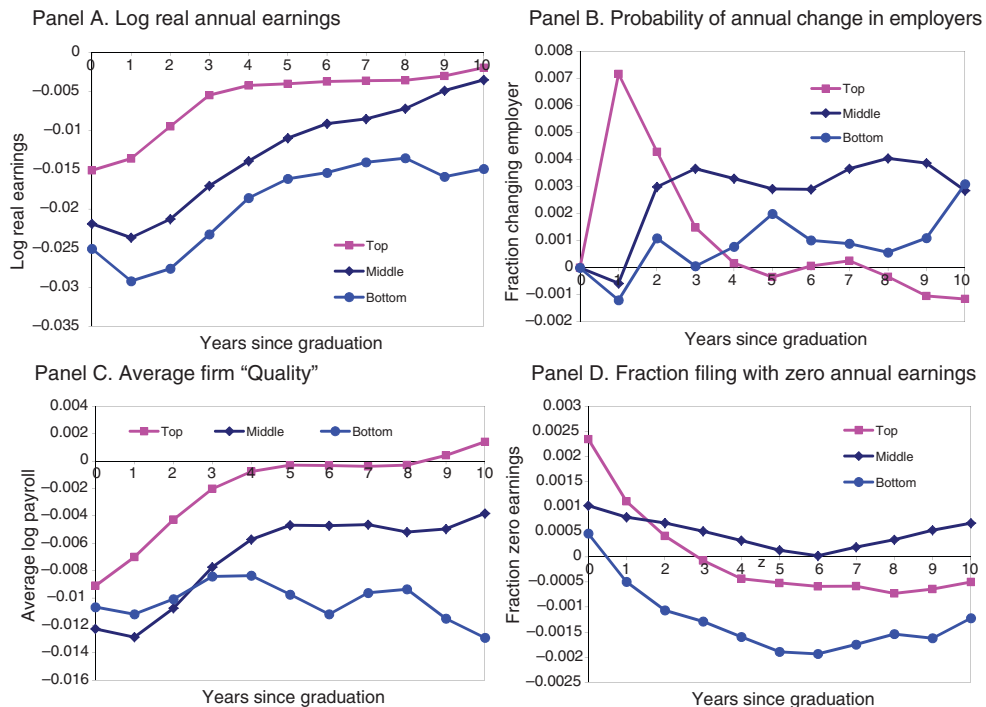 Panel A. Log real annual earnings
0
−0.005
−0.01
−0.015
−0.02
−0.025
−0.03
−0.035
0 1 2 3 4 5 6 7 8 9 10
Log real earnings
Top
Middle
Bottom
Years since graduation
Panel B. Probability of annual change in employers
0.008
0.007
0.006
0.005
0.004
0.003
0.002
0.001
0
−0.001
−0.002
0 1 2 3 4 5 6 7 8 9 10
Fraction changing employer
Top
Middle
Bottom
Years since graduation
Panel C. Average firm “Quality”
0.004
0.002
0
−0.002
−0.004
−0.006
−0.008
−0.01
−0.012
−0.014
−0.016
0 1 2 3 4 5 6 7 8 9 10
Average log payroll
Top Middle Bottom
Years since graduation
Panel D. Fraction filing with zero annual earnings
0.003
0.0025
0.002
0.0015
0.001
0.0005
0
−0.0005
−0.001
−0.0015
−0.002
−0.0025
0 1 2 3 4 z 5 6 7 8 9 10
Fraction zero earnings
Top
Middle
Bottom
Years since graduation